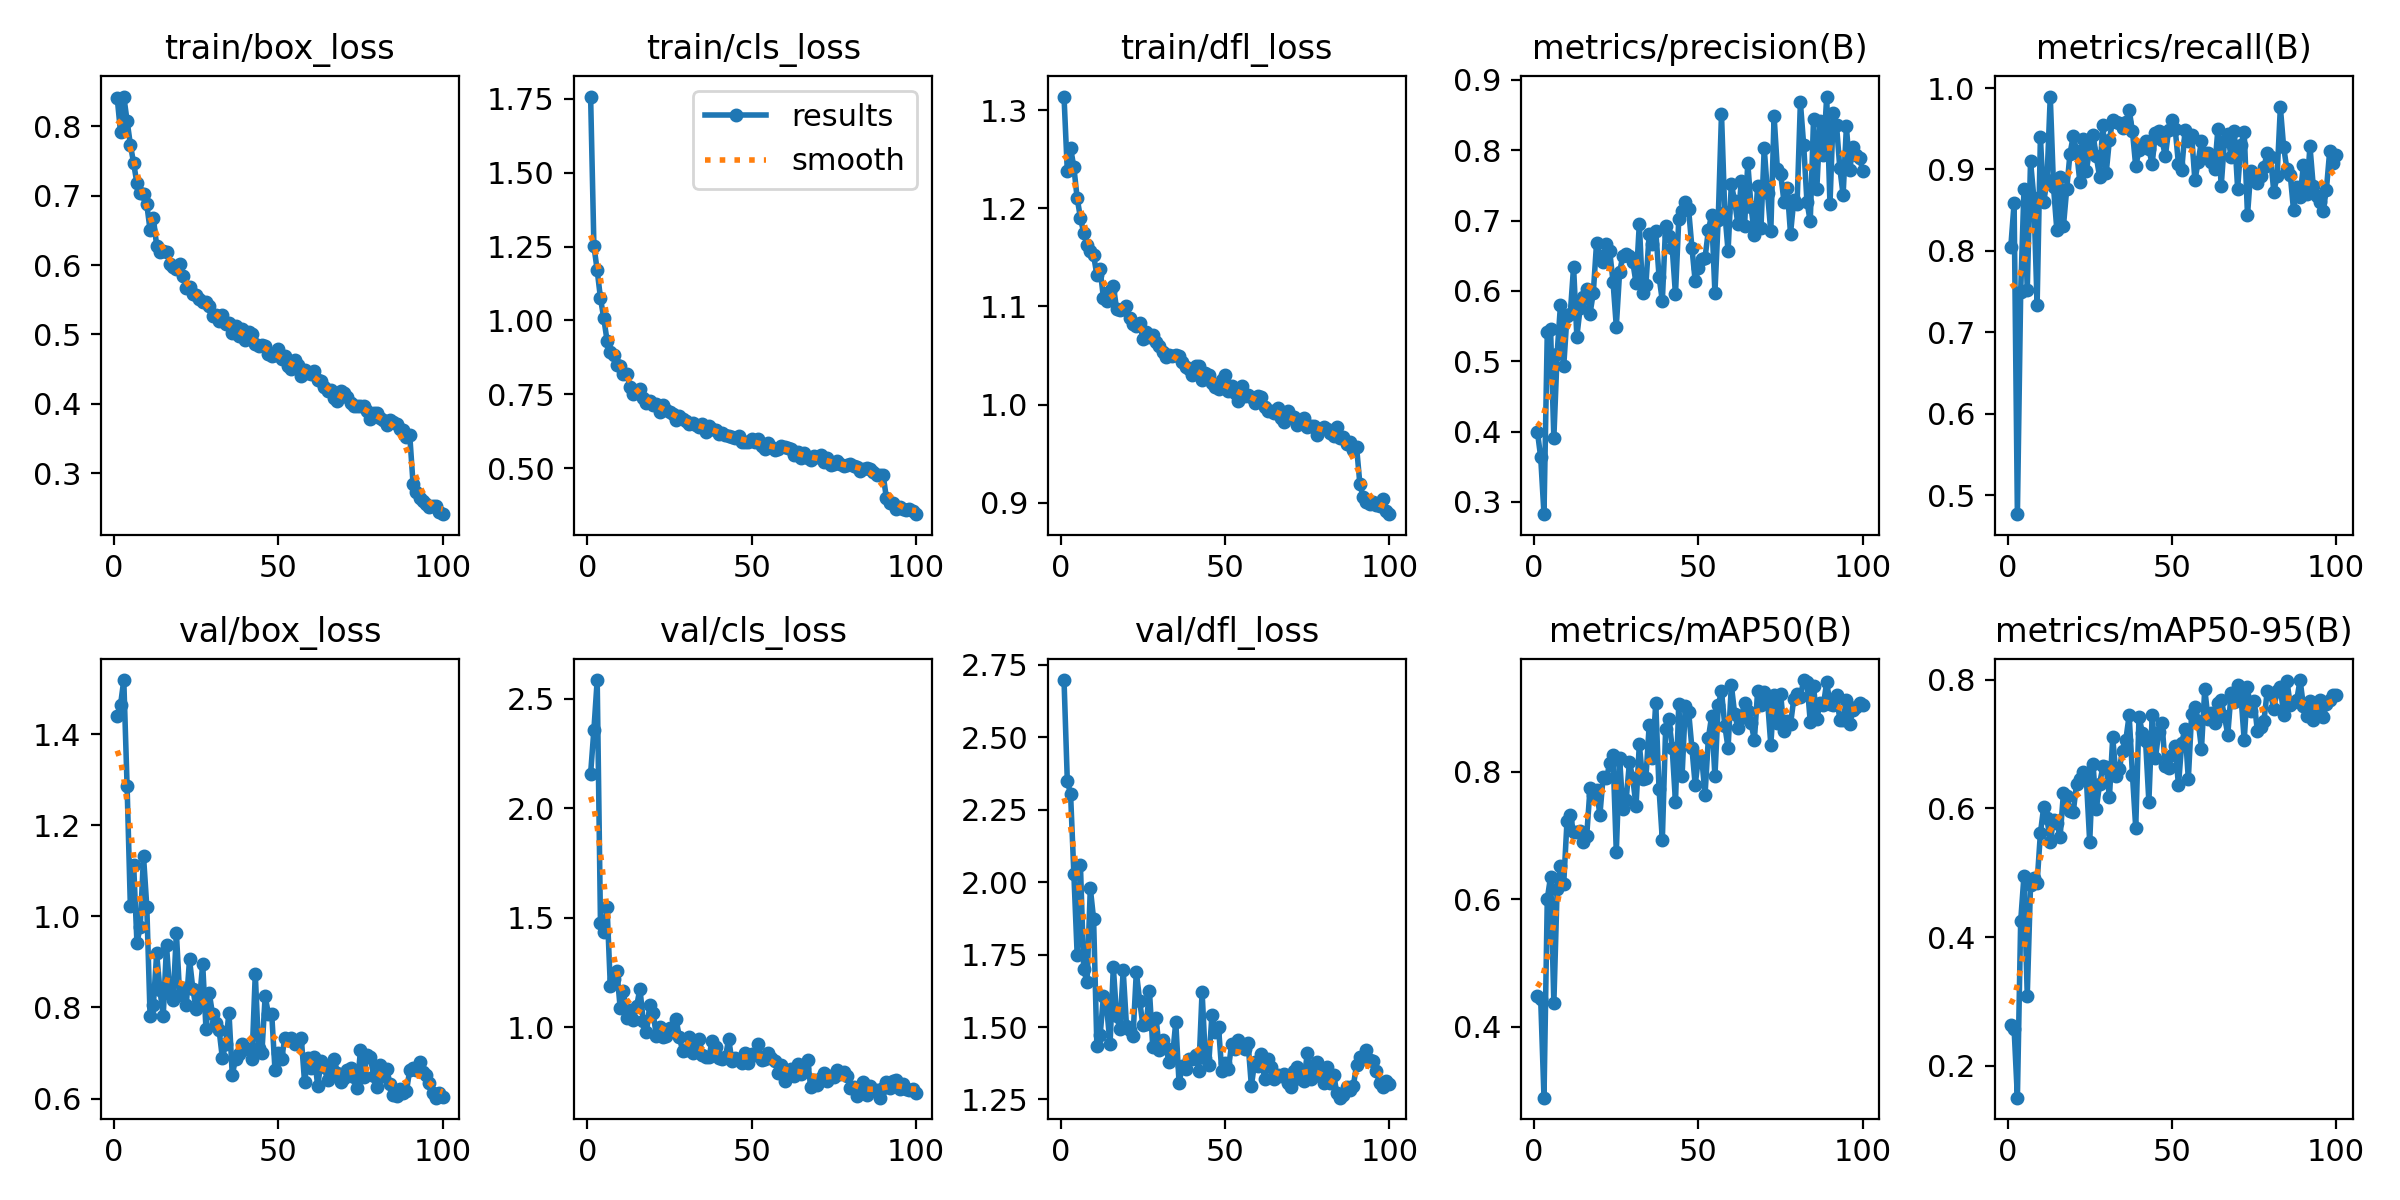 train/box_loss
0.8
0.7
0.6
0.5
0.4
0.3
0 50 100
train/cls_loss
results
smooth
1.75
1.50
1.25
1.00
0.75
0.50
0 50 100
train/dfl_loss
1.3
1.2
1.1
1.0
0.9
0 50 100
metrics/precision(B)
0.9
0.8
0.7
0.6
0.5
0.4
0.3
0 50 100
metrics/recall(B)
1.0
0.9
0.8
0.7
0.6
0.5
0 50 100
val/box_loss
1.4
1.2
1.0
0.8
0.6
0 50 100
val/cls_loss
2.5
2.0
1.5
1.0
0 50 100
val/dfl_loss
2.75
2.50
2.25
2.00
1.75
1.50
1.25
0 50 100
metrics/mAP50(B)
0.8
0.6
0.4
0 50 100
metrics/mAP50-95(B)
0.8
0.6
0.4
0.2
0 50 100